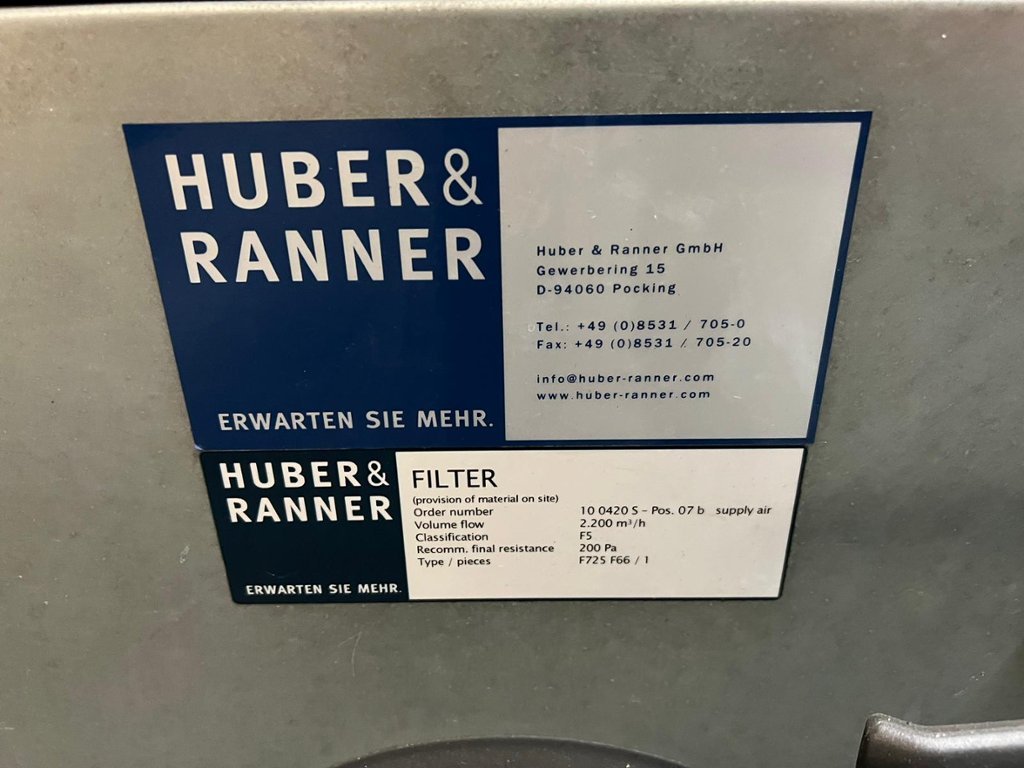 HUBER&
RANNER
ERWARTEN SIE MEHR.
Huber & Ranner GmbH
Gewerbering 15
D-94060 Pocking
Tel.: +49 (0)8531 / 705-0
Fax: +49 (0)8531 / 705-20
info@huber-ranner.com
www.huber-ranner.com
HUBER&
RANNER
ERWARTEN SIE MEHR.
FILTER
(provision of material on site)
Order number 10 0420 S - Pos. 07 b supply air
Volume flow 2.200 m³/h
Classification F5
Recomm. final resistance 200 Pa
Type / pieces F725 F66 / 1